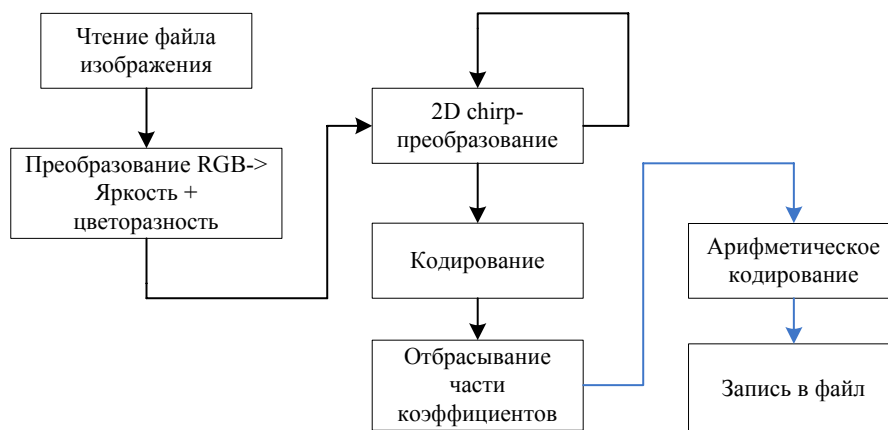 Чтение файла
изображения
Преобразование RGB->
Яркость +
цветоразность
2D chirp-
преобразование
Кодирование
Отбрасывание
части
коэффициентов
Арифметическое
кодирование
Запись в файл